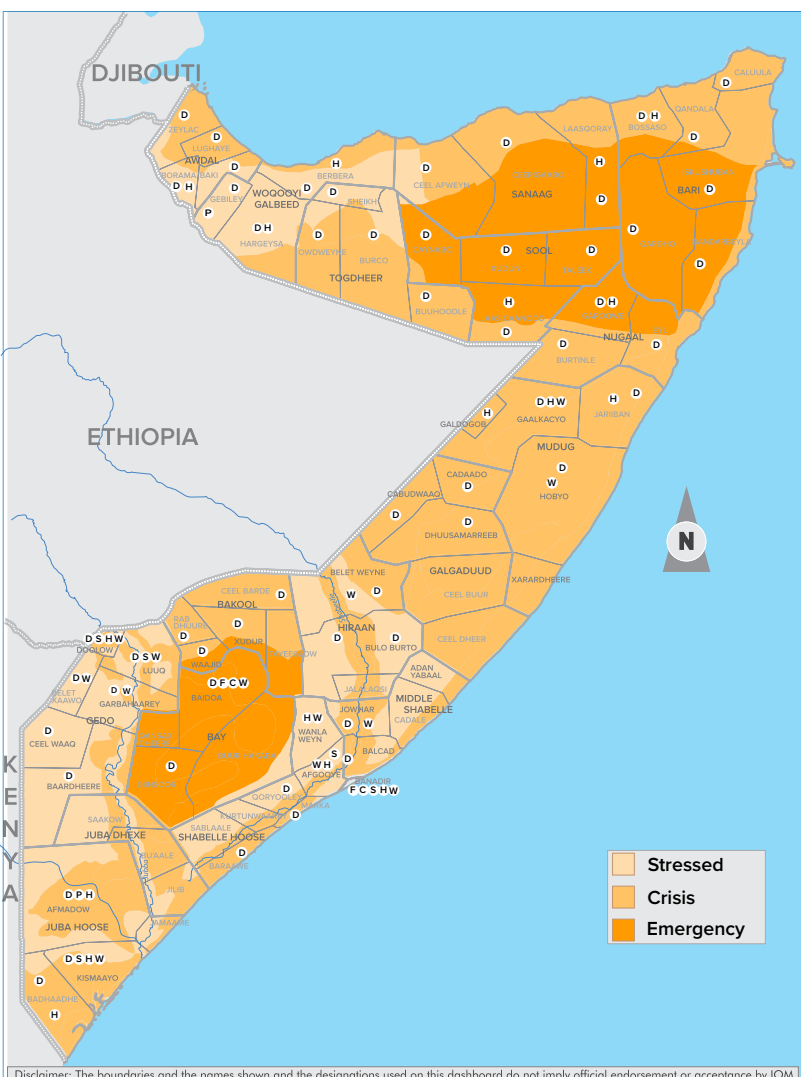 DJIBOUTI
CALUULA
D
D H
QANDALA
D
ZEYLAC
LAASQORAY
BOSSASO
D
D
LUGHAYE
D
AWDAL
H
H
D
BERBERA
D
BORAMA
BAKI
CEEL AFWEYN
D H
D
D
D
WOQOOYI
GALBEED
SANAAG
BARI
D
GEBILEY
SHEIKH
D
P
D H
D
D
D
D
HARGEYSA
OWDWEYNE
SOOL
D
D
BURCO
D
TOGDHEER
D
BUUHOODLE
H
D H
D
NUGAAL
D
D
BURTINLE
ETHIOPIA
H
D H W
H
D
GALDOGOB
GAALKACYO
JARIIBAN
MUDUG
D
CADAADO
W
D
HOBYO
CABUDWAAQ
D
D
DHUUSAMARREEB
N
BELET WEYNE
GALGADUUD
XARARDHEERE
CEEL BARDE
D
W
D
CEEL BUUR
BAKOOL
RAB
DHUURE
D
HIRAAN
D
XUDUR
D
D
CEEL DHEER
D S H W
DOOLOW
D
BULO BURTO
D S W
WAAJID
LUUQ
ADAN
YABAAL
D W
D F C W
D W
JALALAQSI
BELET
XAAWO
BAIDOA
MIDDLE
SHABELLE
GARBAHAAREY
JOWHAR
GEDO
H W
D
W
CADALE
D
BAY
WANLA
WEYN
CEEL WAAQ
BALCAD
S
D
W H
D
D
AFGOOYE
BANADIR
BAARDHEERE
D
F C S H W
K
E
N
Y
A
QORYOOLEY
MARKA
D
SAAKOW
KURTUNWAAREY
JUBA DHEXE
SABLAALE
SHABELLE HOOSE
BU'AALE
D
BARAAWE
D P H
JILIB
AFMADOW
JUBA HOOSE
JAMAAME
D S H W
D
KISMAAYO
BADHAADHE
H
Stressed
Crisis
Emergency
Disclaimer: The boundaries and the names shown and the designations used on this dashboard do not imply official endorsement or acceptance by IOM